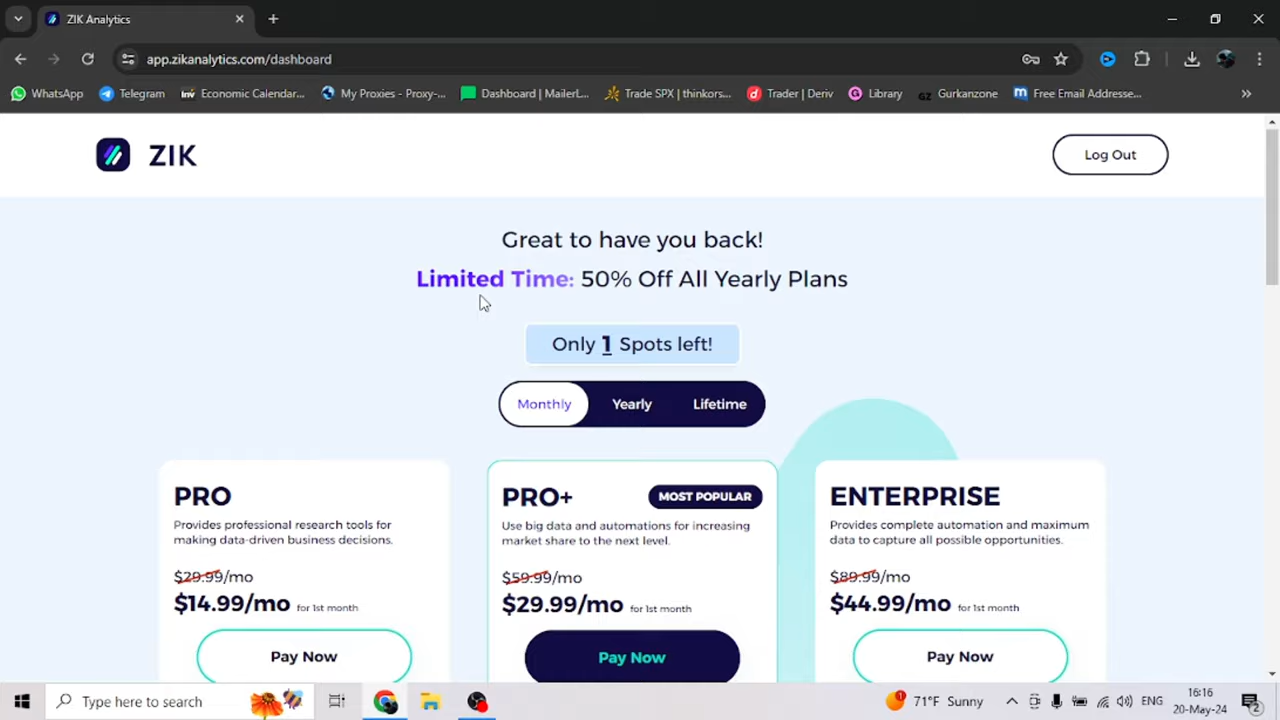 ZIK Analytics
app.zikanalytics.com/dashboard
WhatsApp Telegram Economic Calendar... My Proxies - Proxy-... Dashboard | MailerL... Trade SPX | thinkors... Trader | Deriv Library Gurkanzone Free Email Addresse...
ZIK
Log Out
Great to have you back!
Limited Time: 50% Off All Yearly Plans
Only 1 Spots left!
Monthly Yearly Lifetime
PRO
Provides professional research tools for
making data-driven business decisions.
$29.99/mo
$14.99/mo for 1st month
Pay Now
PRO+ MOST POPULAR
Use big data and automations for increasing
market share to the next level.
$59.99/mo
$29.99/mo for 1st month
Pay Now
ENTERPRISE
Provides complete automation and maximum
data to capture all possible opportunities.
$89.99/mo
$44.99/mo for 1st month
Pay Now
Type here to search
1
71°F Sunny
ENG
16:16
20-May-24
2